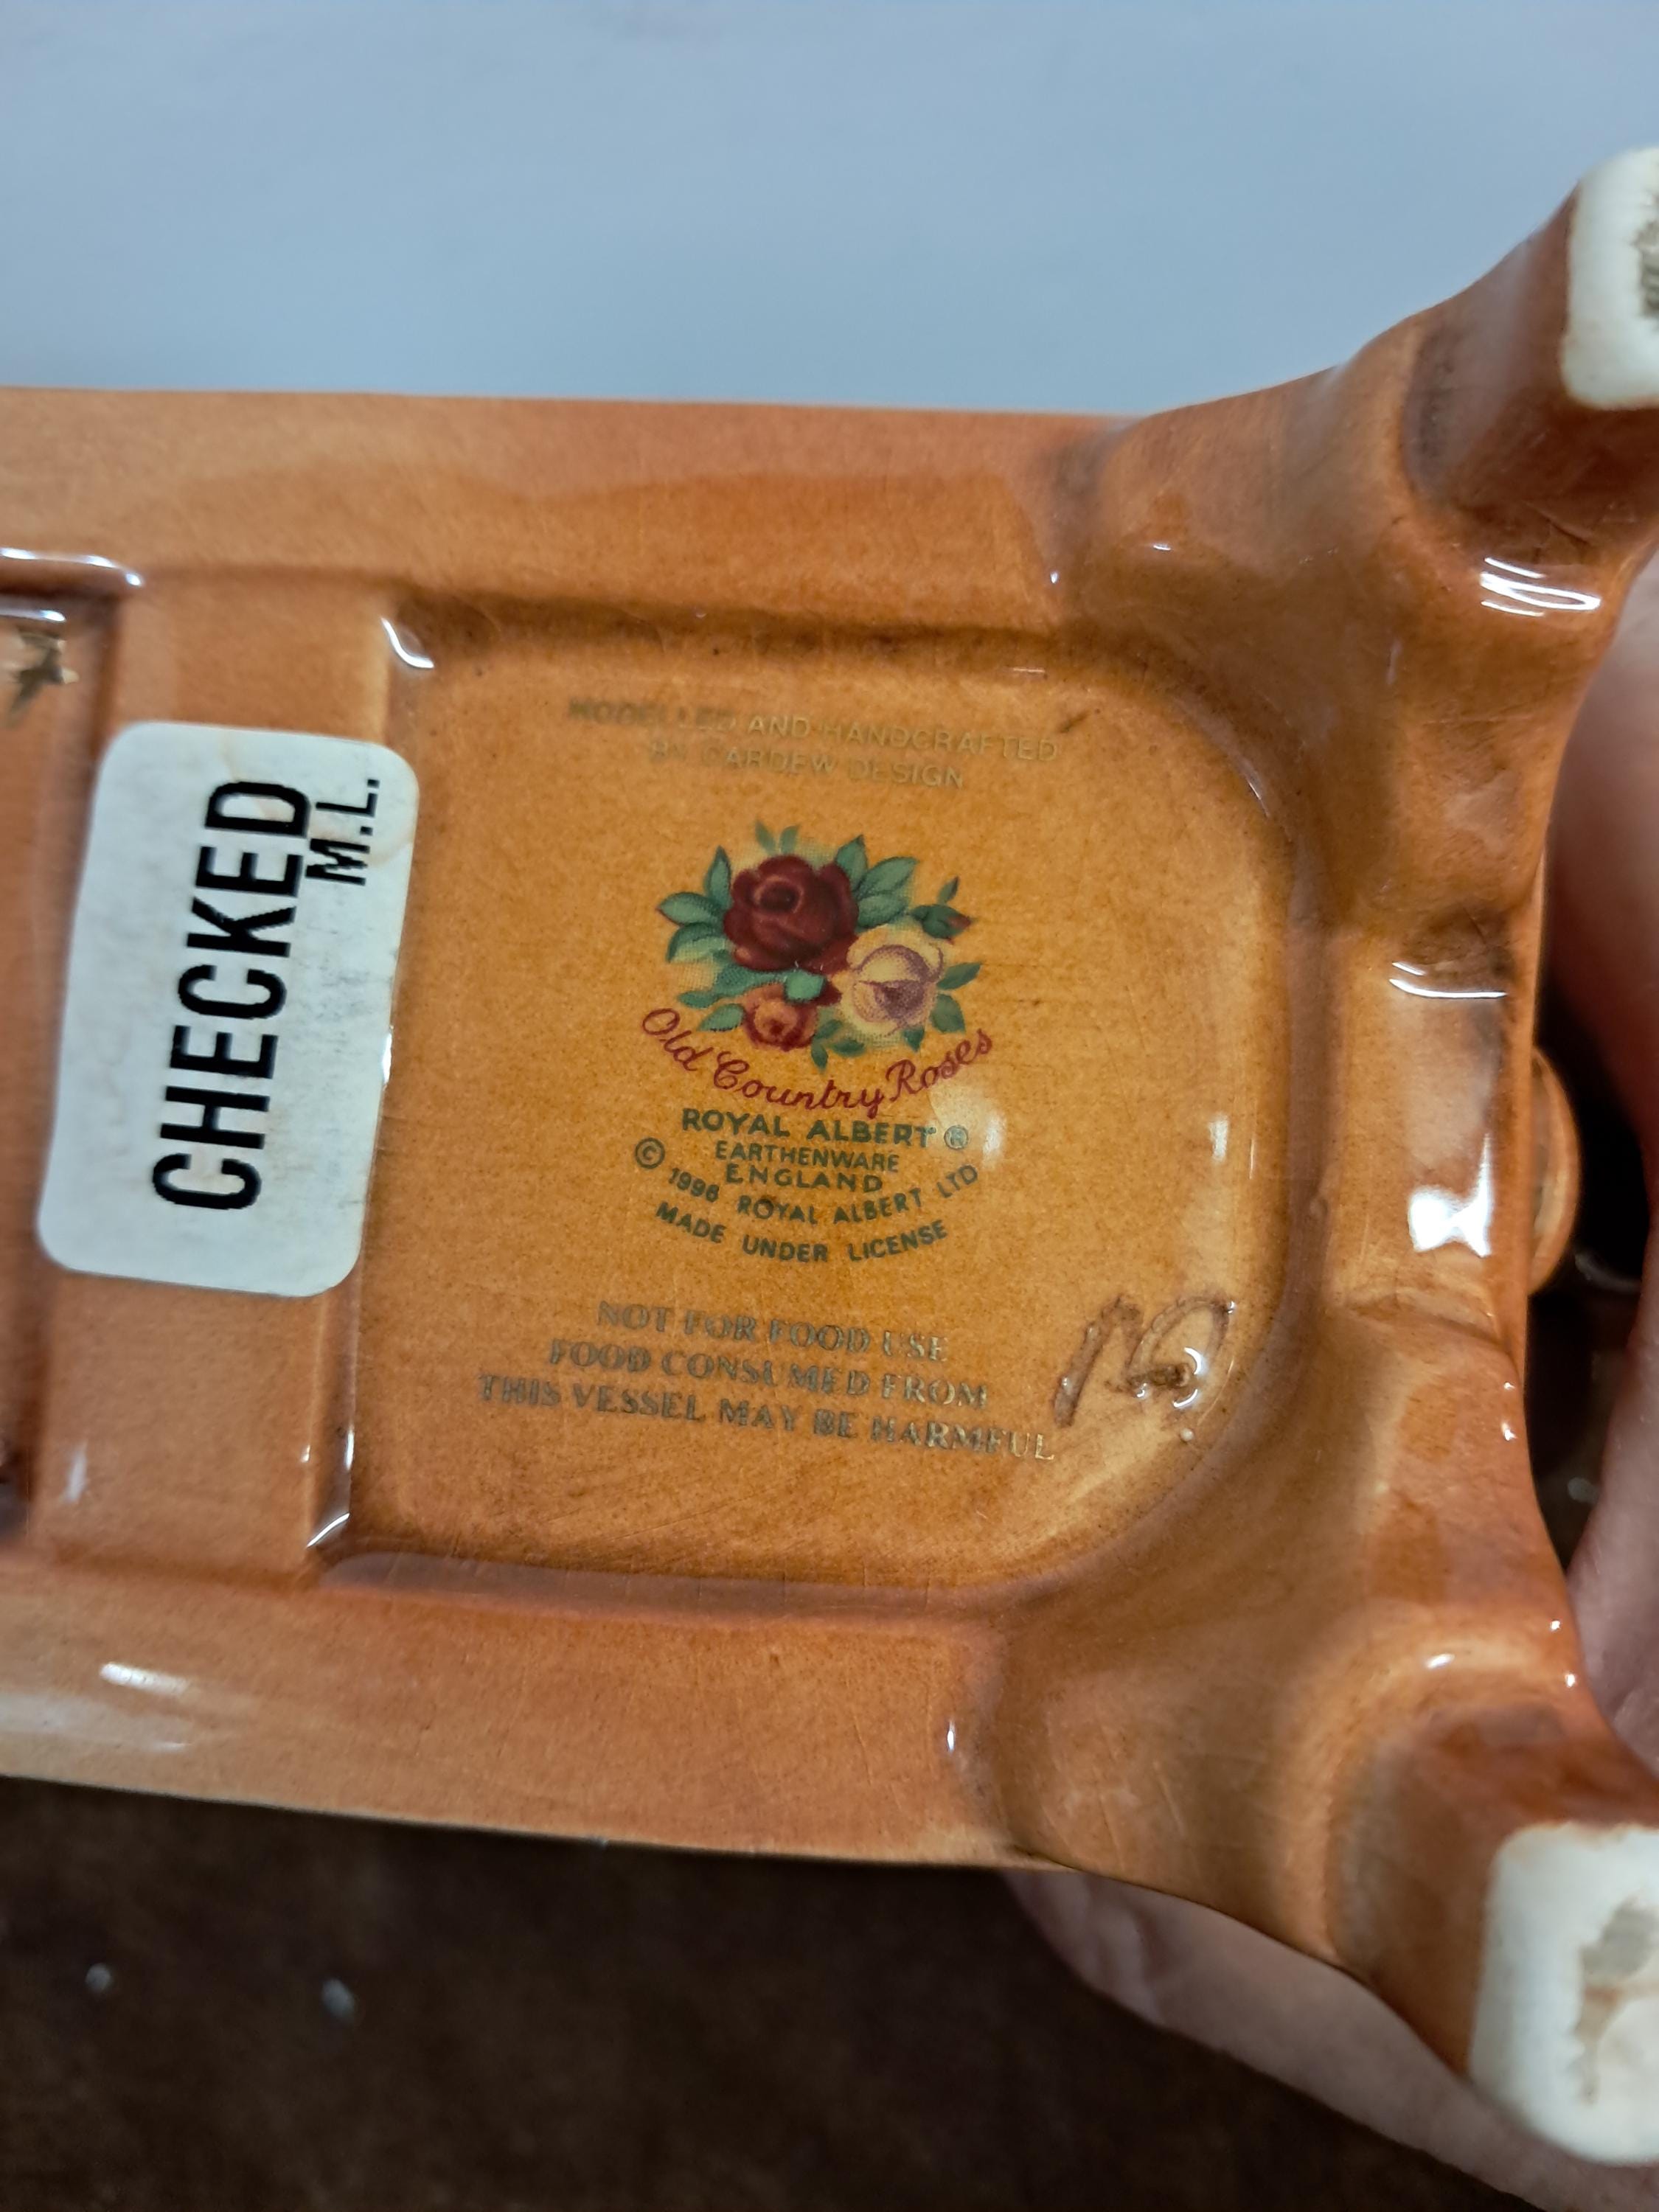 MODELLED AND HANDCRAFTED
BY CARDEW DESIGN
Old Country Roses
ROYAL ALBERT ®
EARTHENWARE
ENGLAND
© 1996 ROYAL ALBERT LTD
MADE UNDER LICENSE
NOT FOR FOOD USE
FOOD CONSUMED FROM
THIS VESSEL MAY BE HARMFUL
CHECKED
M.L.